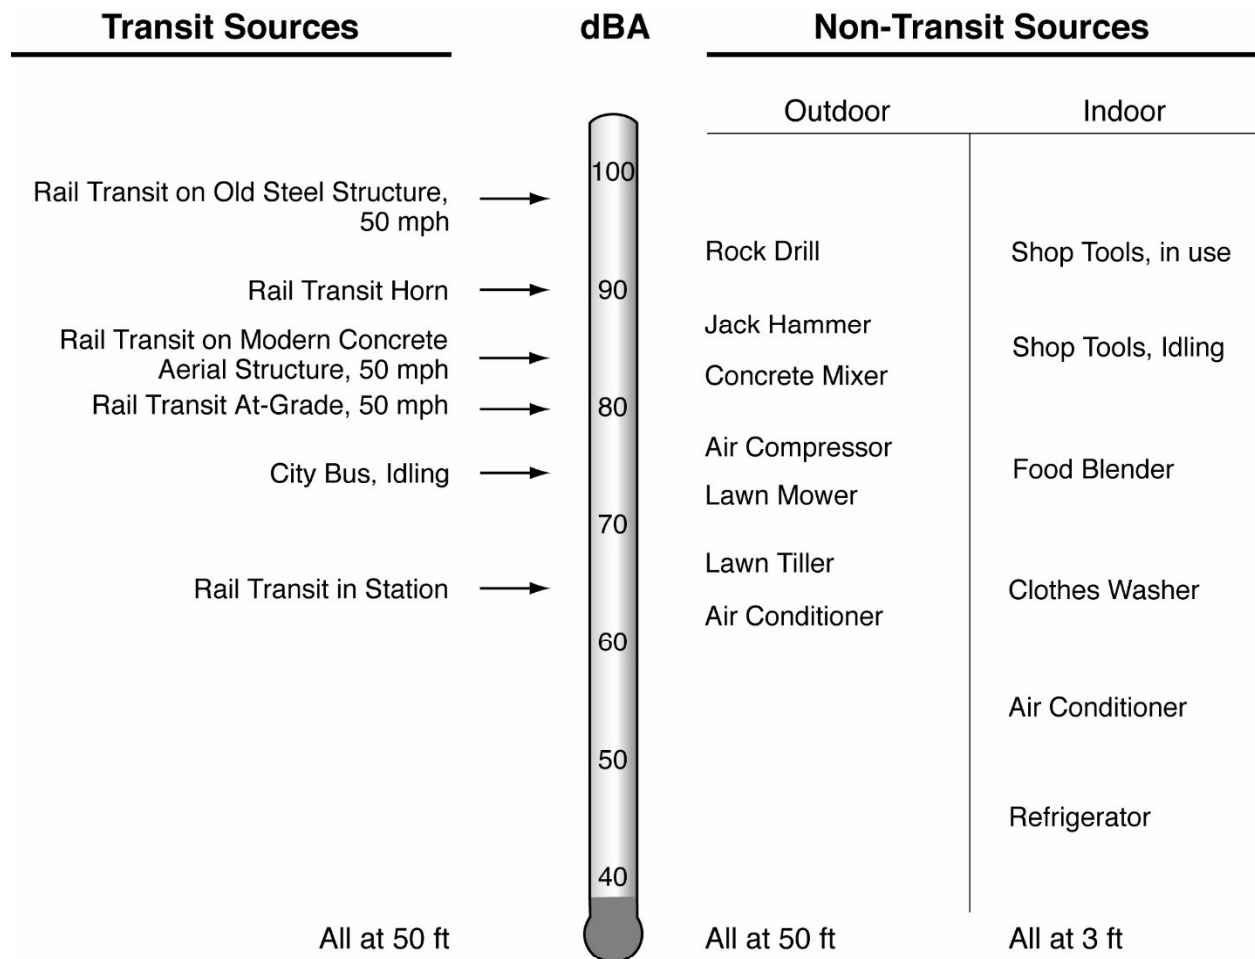 Transit Sources
dBA
Non-Transit Sources
Outdoor
Indoor
Rail Transit on Old Steel Structure,
50 mph
Rail Transit Horn
Rail Transit on Modern Concrete
Aerial Structure, 50 mph
Rail Transit At-Grade, 50 mph
City Bus, Idling
Rail Transit in Station
All at 50 ft
100
90
80
70
60
50
40
Rock Drill
Jack Hammer
Concrete Mixer
Air Compressor
Lawn Mower
Lawn Tiller
Air Conditioner
All at 50 ft
Shop Tools, in use
Shop Tools, Idling
Food Blender
Clothes Washer
Air Conditioner
Refrigerator
All at 3 ft